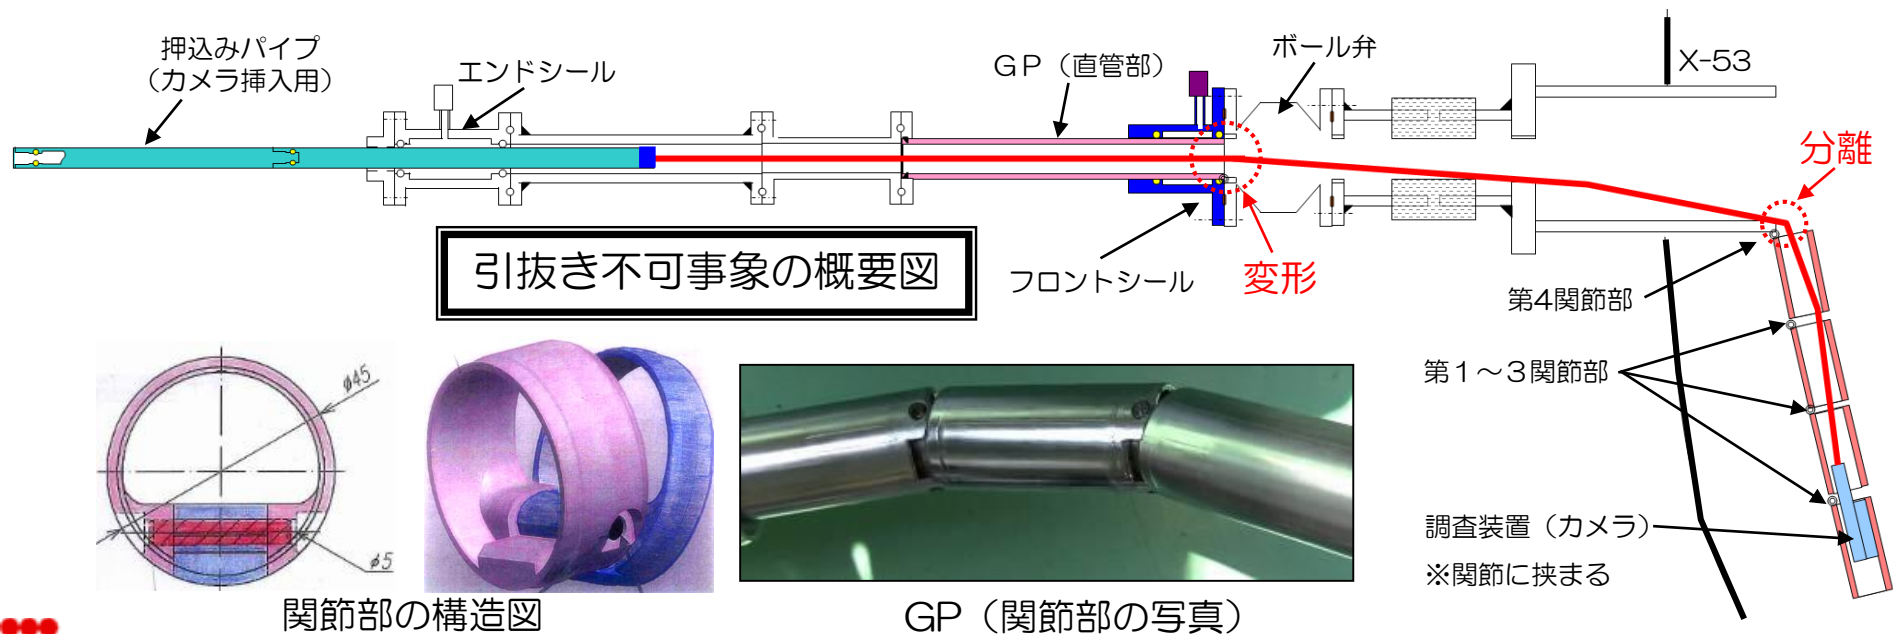 押込みパイプ
（カメラ挿入用）
エンドシール
ＧＰ（直管部）
ボール弁
X-53
分離
引抜き不可事象の概要図
フロントシール
変形
第4関節部
第１～３関節部
調査装置（カメラ）
※関節に挟まる
φ45
φ5
関節部の構造図
GP（関節部の写真）